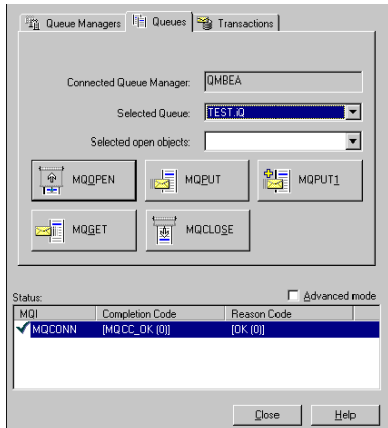 Queue Managers Queues Transactions
Connected Queue Manager: QMBEA
Selected Queue: TEST.iQ
Selected open objects:
MQOPEN MQPUT MQPUT1
MQGET MQCLOSE
Status: Advanced mode
MQI Completion Code Reason Code
MQCONN [MQCC_OK (0)] [OK (0)]
Close Help